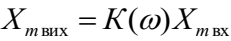 X_{m вих} = K(ω)X_{m вх}